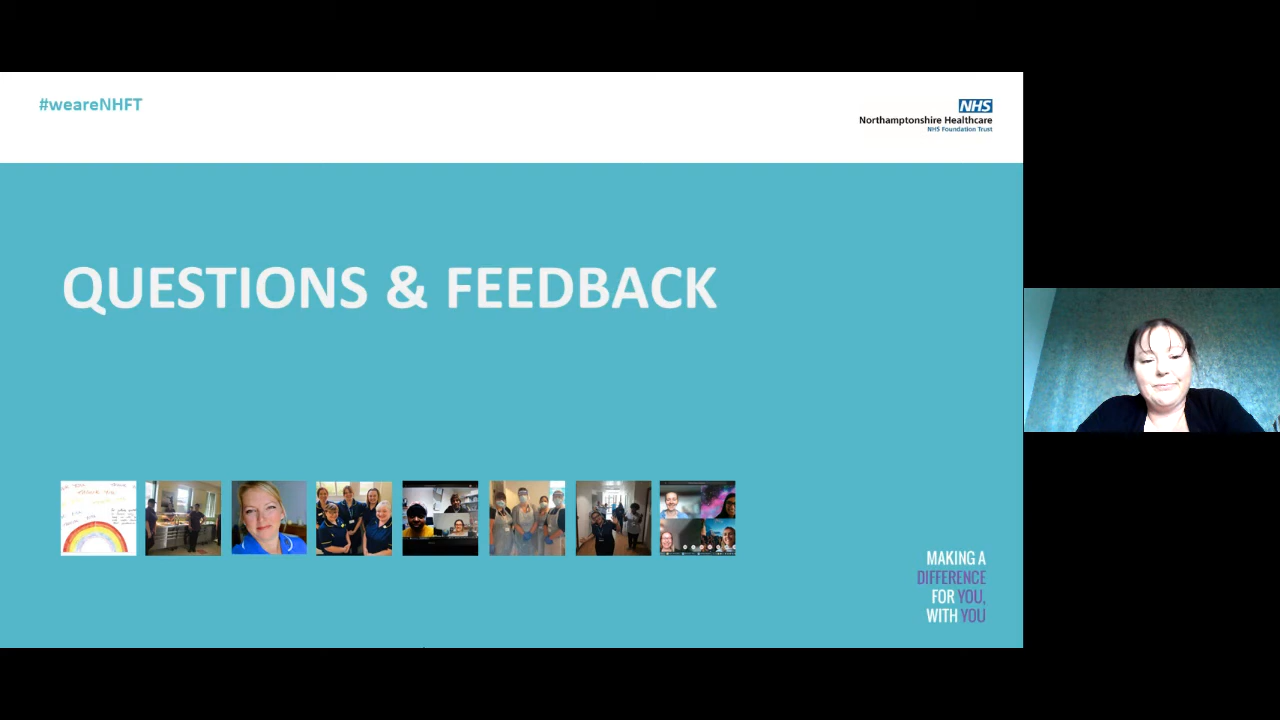 #weareNHFT
NHS
Northamptonshire Healthcare
NHS Foundation Trust
QUESTIONS & FEEDBACK
MAKING A
DIFFERENCE
FOR YOU,
WITH YOU